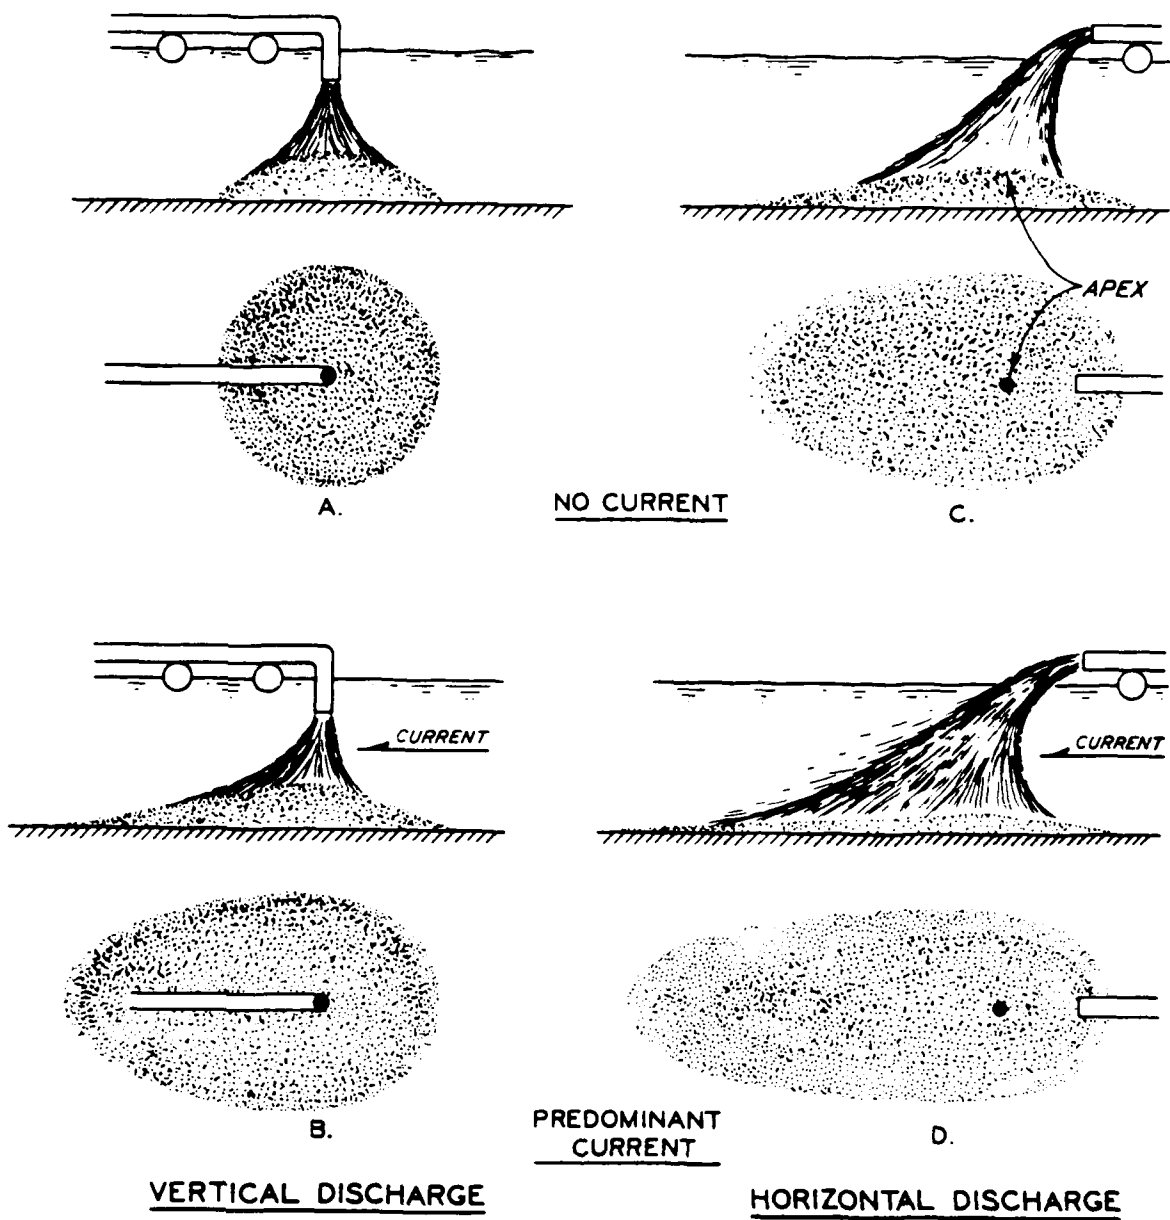 APEX
A.
NO CURRENT
C.
CURRENT
CURRENT
B.
PREDOMINANT
CURRENT
D.
VERTICAL DISCHARGE
HORIZONTAL DISCHARGE